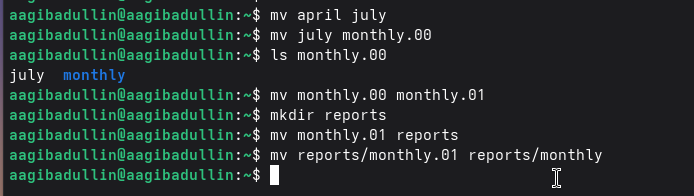 aagibadullin@aagibadullin:~$ mv april july
aagibadullin@aagibadullin:~$ mv july monthly.00
aagibadullin@aagibadullin:~$ ls monthly.00
july  monthly
aagibadullin@aagibadullin:~$ mv monthly.00 monthly.01
aagibadullin@aagibadullin:~$ mkdir reports
aagibadullin@aagibadullin:~$ mv monthly.01 reports
aagibadullin@aagibadullin:~$ mv reports/monthly.01 reports/monthly
aagibadullin@aagibadullin:~$